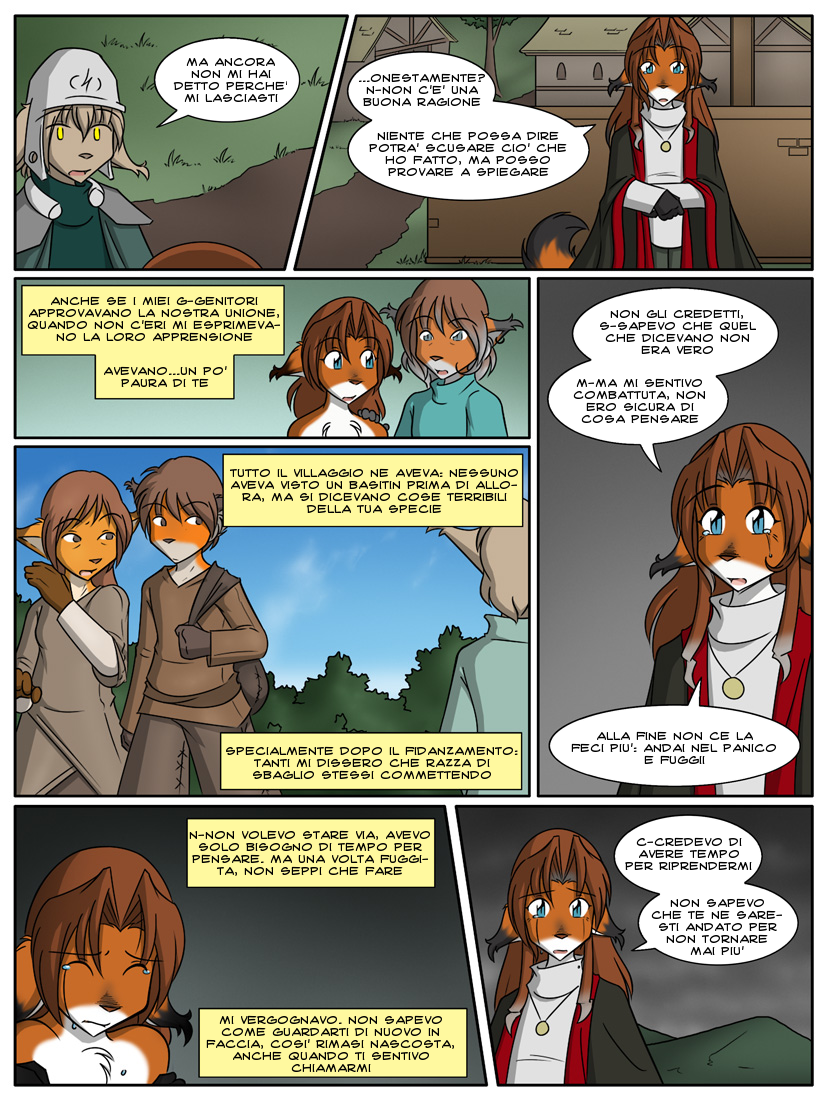 MA ANCORA
NON MI HAI
DETTO PERCHE'
MI LASCIASTI
...ONESTAMENTE?
N-NON C'E' UNA
BUONA RAGIONE
NIENTE CHE POSSA DIRE
POTRA' SCUSARE CIO' CHE
HO FATTO, MA POSSO
PROVARE A SPIEGARE
ANCHE SE I MIEI G-GENITORI
APPROVAVANO LA NOSTRA UNIONE,
QUANDO NON C'ERI MI ESPRIMEVA-
NO LA LORO APPRENSIONE
AVEVANO...UN PO'
PAURA DI TE
NON GLI CREDETTI,
S-SAPEVO CHE QUEL
CHE DICEVANO NON
ERA VERO
M-MA MI SENTIVO
COMBATTUTA, NON
ERO SICURA DI
COSA PENSARE
TUTTO IL VILLAGGIO NE AVEVA: NESSUNO
AVEVA VISTO UN BASITIN PRIMA DI ALLO-
RA, MA SI DICEVANO COSE TERRIBILI
DELLA TUA SPECIE
SPECIALMENTE DOPO IL FIDANZAMENTO:
TANTI MI DISSERO CHE RAZZA DI
SBAGLIO STESSI COMMETTENDO
ALLA FINE NON CE LA
FECI PIU': ANDAI NEL PANICO
E FUGGII
N-NON VOLEVO STARE VIA, AVEVO
SOLO BISOGNO DI TEMPO PER
PENSARE. MA UNA VOLTA FUGGI-
TA, NON SEPPI CHE FARE
MI VERGOGNAVO. NON SAPEVO
COME GUARDARTI DI NUOVO IN
FACCIA, COSI' RIMASI NASCOSTA,
ANCHE QUANDO TI SENTIVO
CHIAMARMI
C-CREDEVO DI
AVERE TEMPO
PER RIPRENDERMI
NON SAPEVO
CHE TE NE SARE-
STI ANDATO PER
NON TORNARE
MAI PIU'